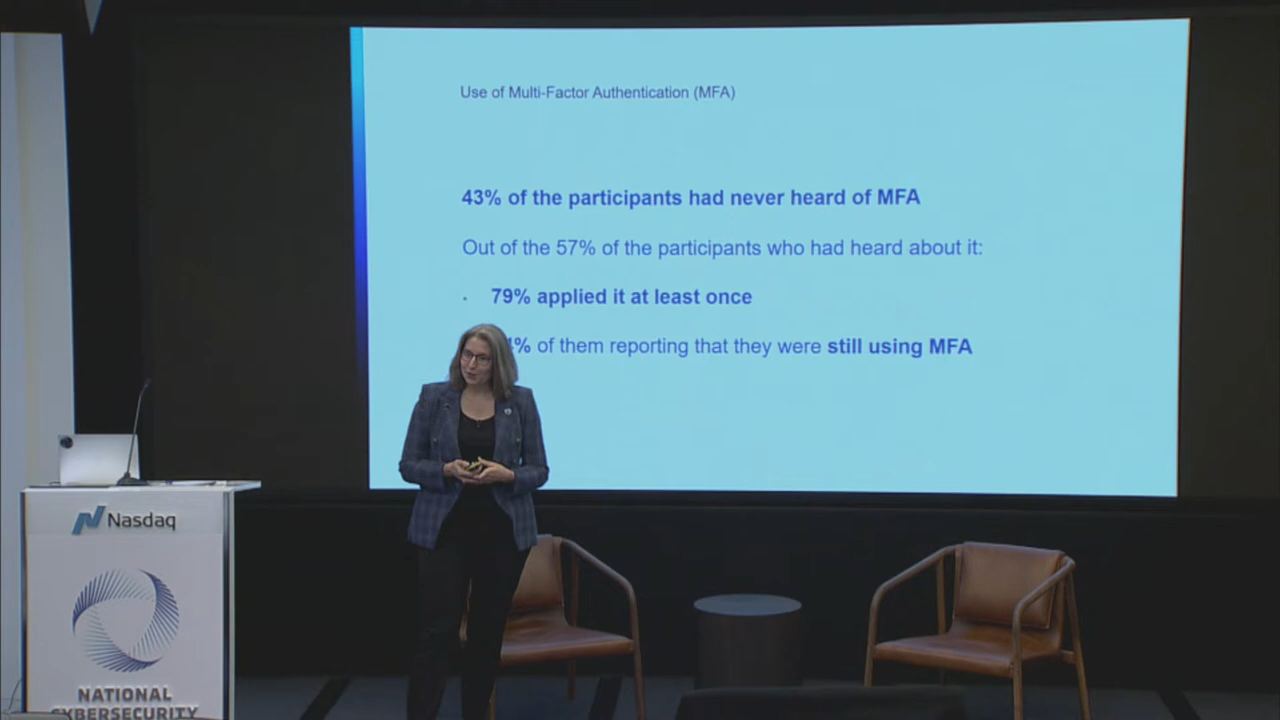 Use of Multi-Factor Authentication (MFA)
43% of the participants had never heard of MFA
Out of the 57% of the participants who had heard about it:
· 79% applied it at least once
% of them reporting that they were still using MFA
Nasdaq
NATIONAL
CYBERSECURITY